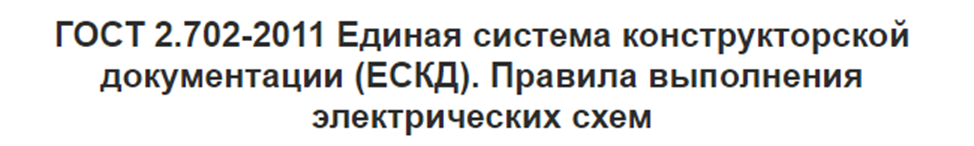 ГОСТ 2.702-2011 Единая система конструкторской
документации (ЕСКД). Правила выполнения
электрических схем